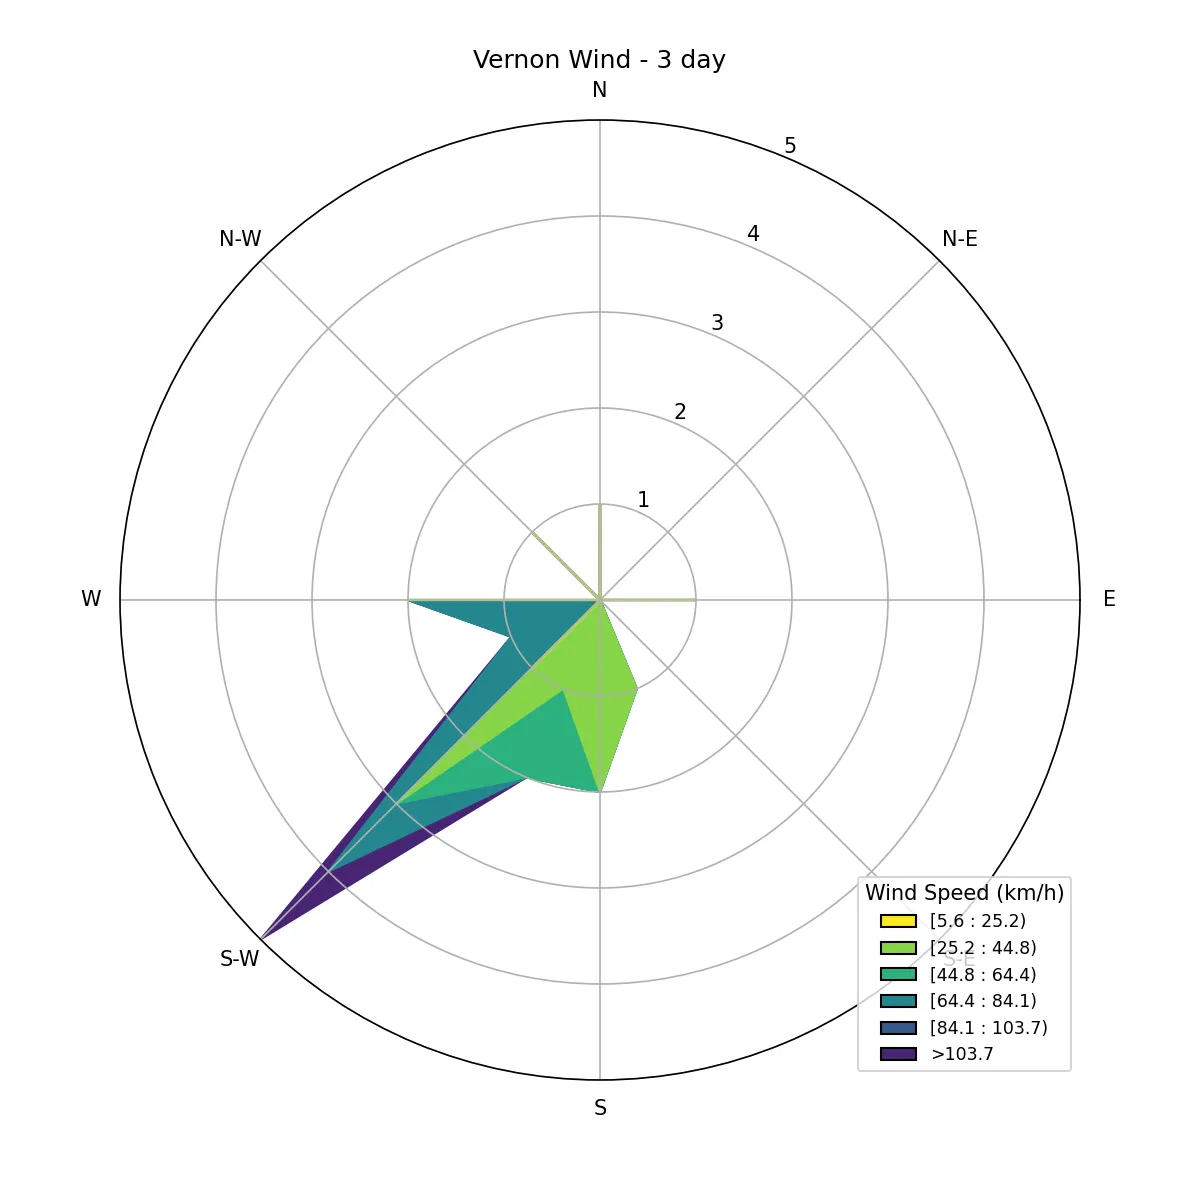 Vernon Wind - 3 day
N
5
4
N-W
N-E
3
2
1
W
E
Wind Speed (km/h)
[5.6 : 25.2)
[25.2 : 44.8)
S-W
S-E
[44.8 : 64.4)
[64.4 : 84.1)
[84.1 : 103.7)
>103.7
S